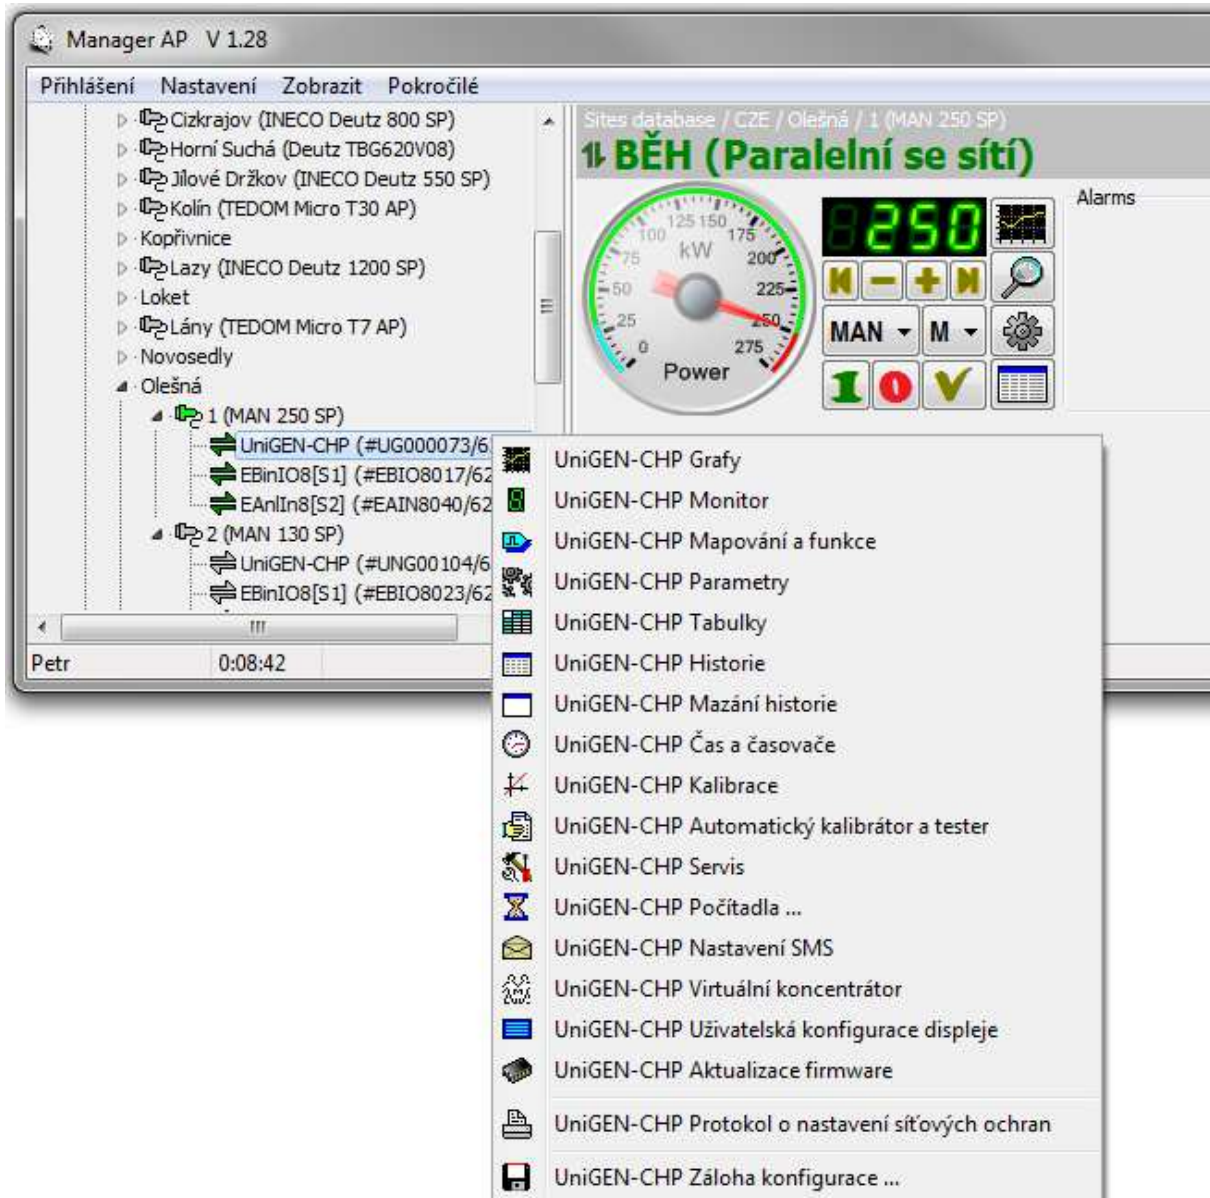 Manager AP V 1.28
Přihlášení Nastavení Zobrazit Pokročilé
Cizkrajov (INECO Deutz 800 SP)
Horní Suchá (Deutz TBG620V08)
Jílové Držkov (INECO Deutz 550 SP)
Kolín (TEDOM Micro T30 AP)
Kopřivnice
Lazy (INECO Deutz 1200 SP)
Loket
Lány (TEDOM Micro T7 AP)
Novosedly
Olešná
1 (MAN 250 SP)
UniGEN-CHP (#UG000073/6
EBinIO8[S1] (#EBIO8017/62
EAnlIn8[S2] (#EAIN8040/62
2 (MAN 130 SP)
UniGEN-CHP (#UNG00104/6
EBinIO8[S1] (#EBIO8023/62
Petr 0:08:42
Sites database / CZE / Olešná / 1 (MAN 250 SP)
BĚH (Paralelní se sítí)
0 25 50 75 100 125 150 175 200 225 250 275
kW
Power
250
MAN M
Alarms
UniGEN-CHP Grafy
UniGEN-CHP Monitor
UniGEN-CHP Mapování a funkce
UniGEN-CHP Parametry
UniGEN-CHP Tabulky
UniGEN-CHP Historie
UniGEN-CHP Mazání historie
UniGEN-CHP Čas a časovače
UniGEN-CHP Kalibrace
UniGEN-CHP Automatický kalibrátor a tester
UniGEN-CHP Servis
UniGEN-CHP Počítadla ...
UniGEN-CHP Nastavení SMS
UniGEN-CHP Virtuální koncentrátor
UniGEN-CHP Uživatelská konfigurace displeje
UniGEN-CHP Aktualizace firmware
UniGEN-CHP Protokol o nastavení síťových ochran
UniGEN-CHP Záloha konfigurace ...